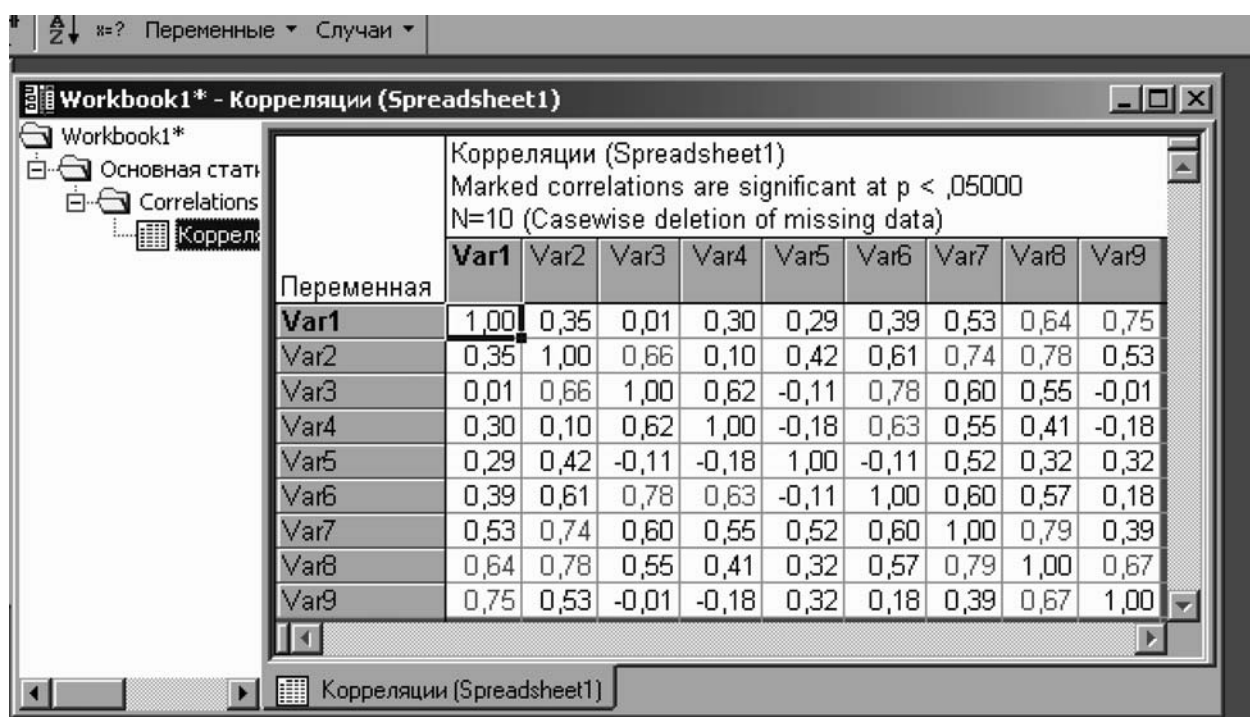 x=? Переменные Случаи
Workbook1* - Корреляции (Spreadsheet1)
Workbook1*
Основная стати
Correlations
Корреля
Корреляции (Spreadsheet1)
Marked correlations are significant at p < ,05000
N=10 (Casewise deletion of missing data)
Переменная Var1 Var2 Var3 Var4 Var5 Var6 Var7 Var8 Var9
Var1 1,00 0,35 0,01 0,30 0,29 0,39 0,53 0,64 0,75
Var2 0,35 1,00 0,66 0,10 0,42 0,61 0,74 0,78 0,53
Var3 0,01 0,66 1,00 0,62 -0,11 0,78 0,60 0,55 -0,01
Var4 0,30 0,10 0,62 1,00 -0,18 0,63 0,55 0,41 -0,18
Var5 0,29 0,42 -0,11 -0,18 1,00 -0,11 0,52 0,32 0,32
Var6 0,39 0,61 0,78 0,63 -0,11 1,00 0,60 0,57 0,18
Var7 0,53 0,74 0,60 0,55 0,52 0,60 1,00 0,79 0,39
Var8 0,64 0,78 0,55 0,41 0,32 0,57 0,79 1,00 0,67
Var9 0,75 0,53 -0,01 -0,18 0,32 0,18 0,39 0,67 1,00
Корреляции (Spreadsheet1)